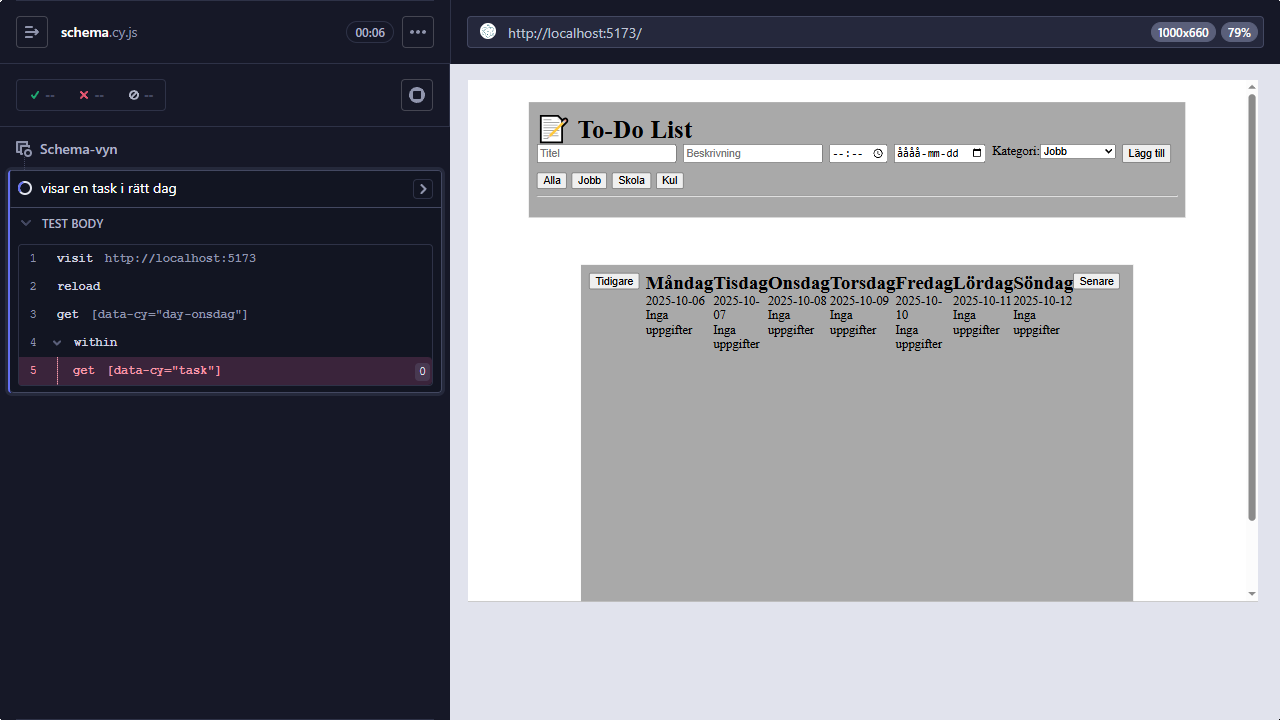 schema.cy.js
00:06
--
--
--
Schema-vyn
visar en task i rätt dag
TEST BODY
1 visit http://localhost:5173
2 reload
3 get [data-cy="day-onsdag"]
4 within
5 get [data-cy="task"] 0
http://localhost:5173/
1000x660 79%
To-Do List
Titel Beskrivning --:-- åååå-mm-dd Kategori: Jobb Lägg till
Alla Jobb Skola Kul
Tidigare
Måndag
2025-10-06
Inga
uppgifter
Tisdag
2025-10-
07
Inga
uppgifter
Onsdag
2025-10-08
Inga
uppgifter
Torsdag
2025-10-09
Inga
uppgifter
Fredag
2025-10-
10
Inga
uppgifter
Lördag
2025-10-11
Inga
uppgifter
Söndag
2025-10-12
Inga
uppgifter
Senare